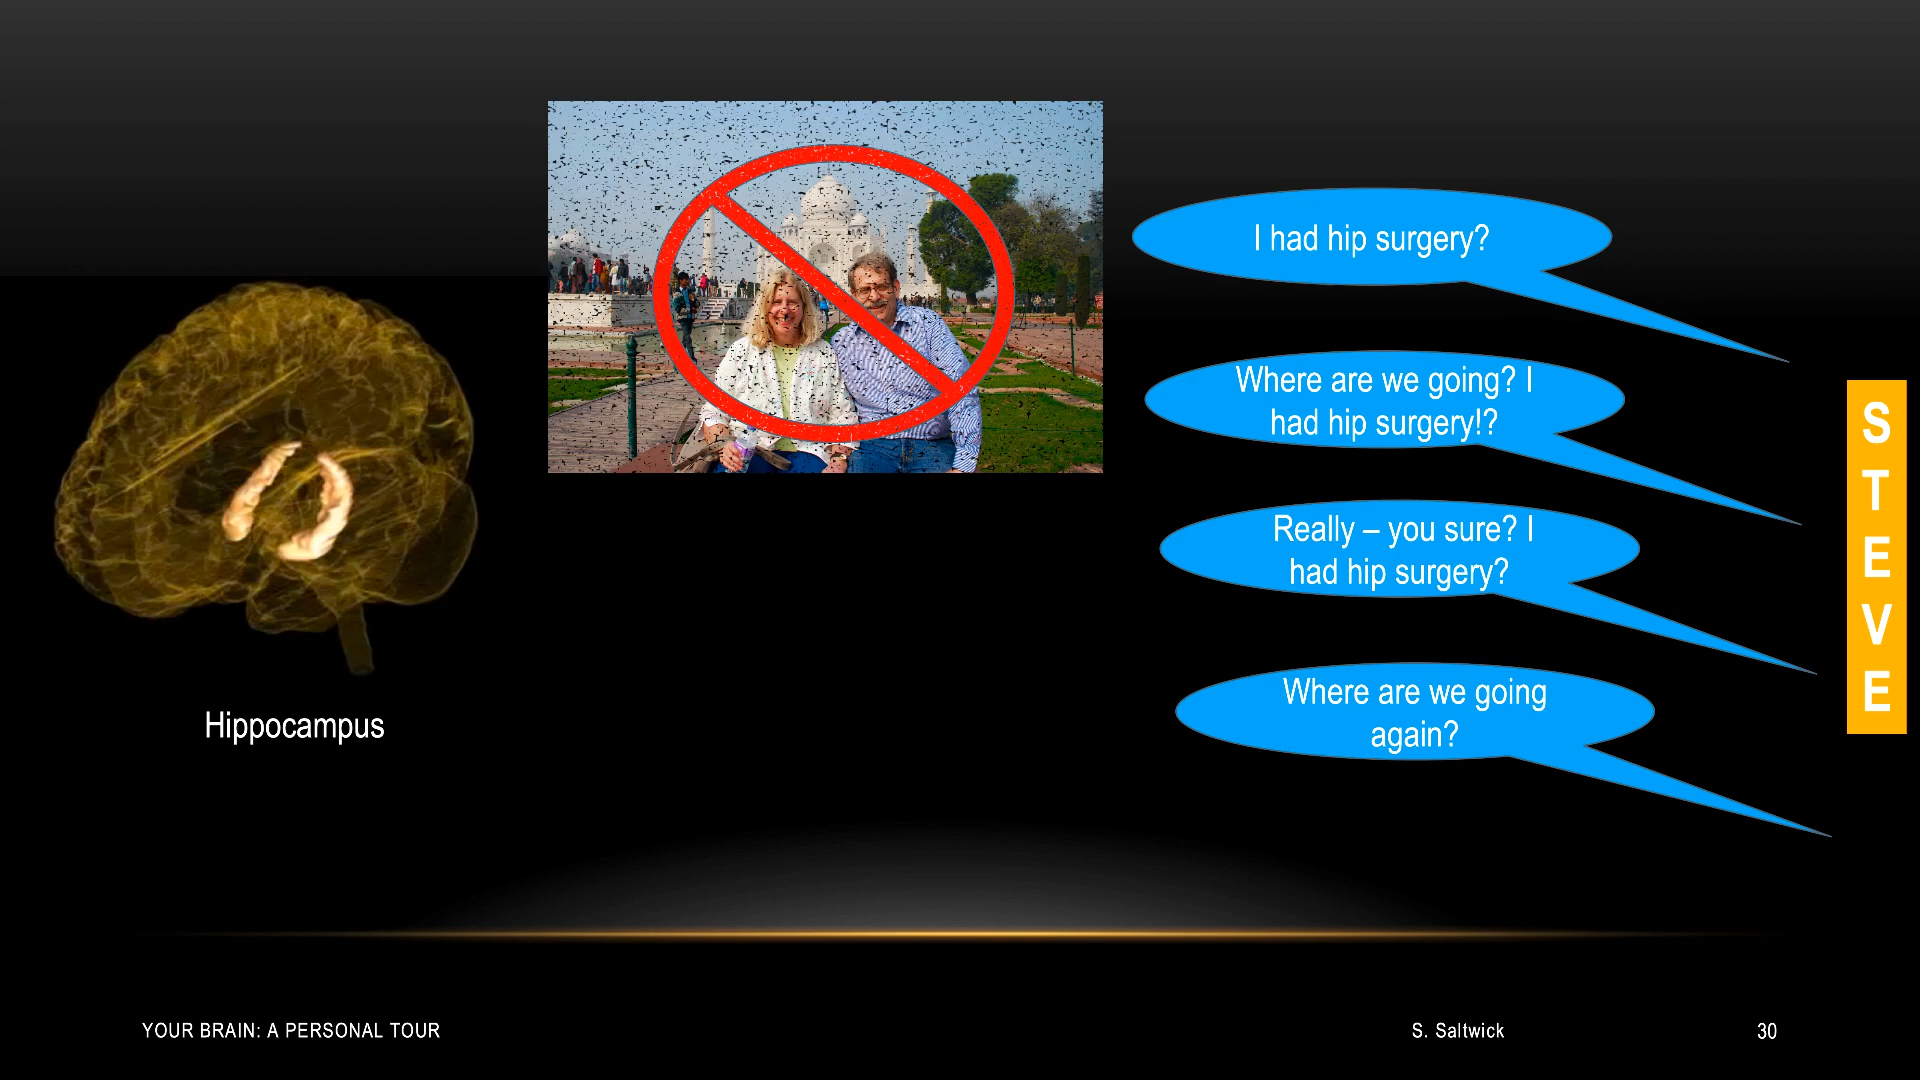 I had hip surgery?
Where are we going? I
had hip surgery!?
Really – you sure? I
had hip surgery?
Where are we going
again?
S
T
E
V
E
Hippocampus
YOUR BRAIN: A PERSONAL TOUR
S. Saltwick
30